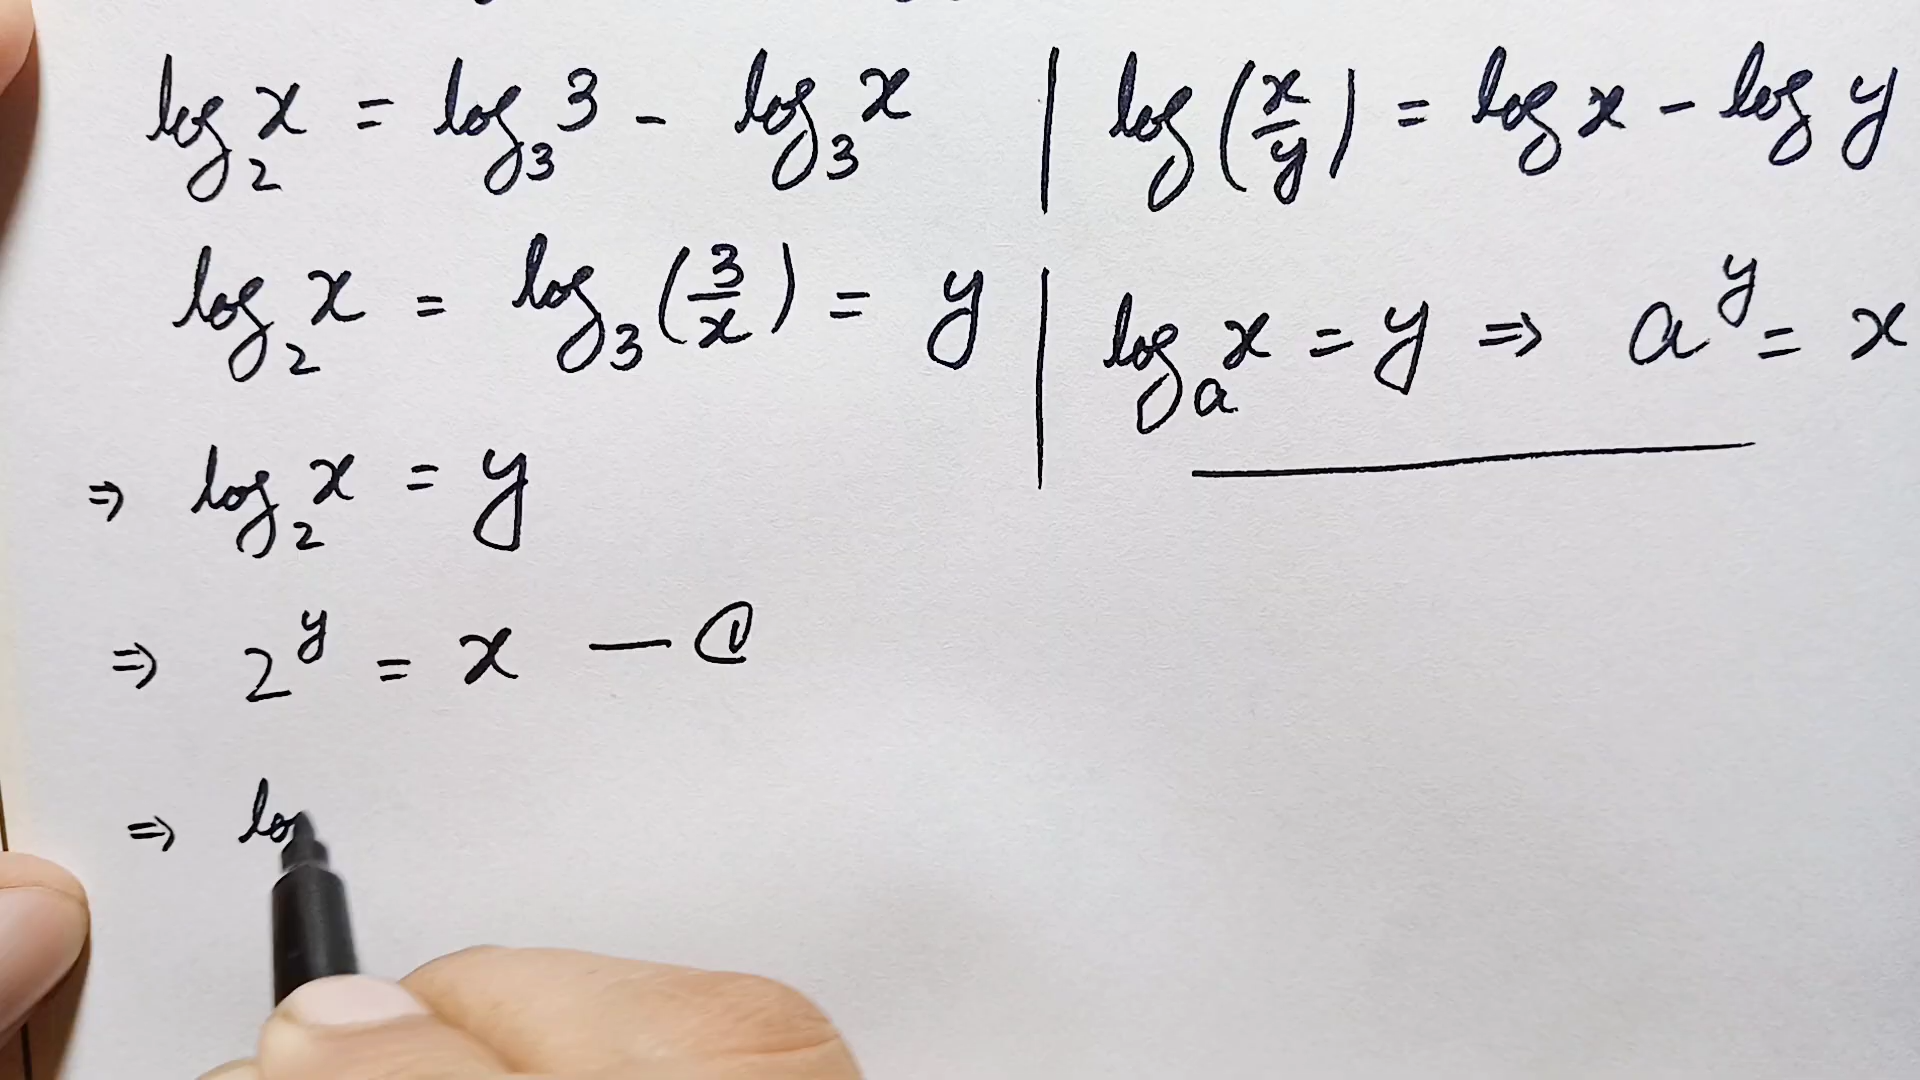 log₂ x = log₃ 3 - log₃ x | log(x/y) = log x - log y
log₂ x = log₃(3/x) = y | logₐ x = y ⇒ a^y = x
⇒ log₂ x = y
⇒ 2^y = x — ①
⇒ lo